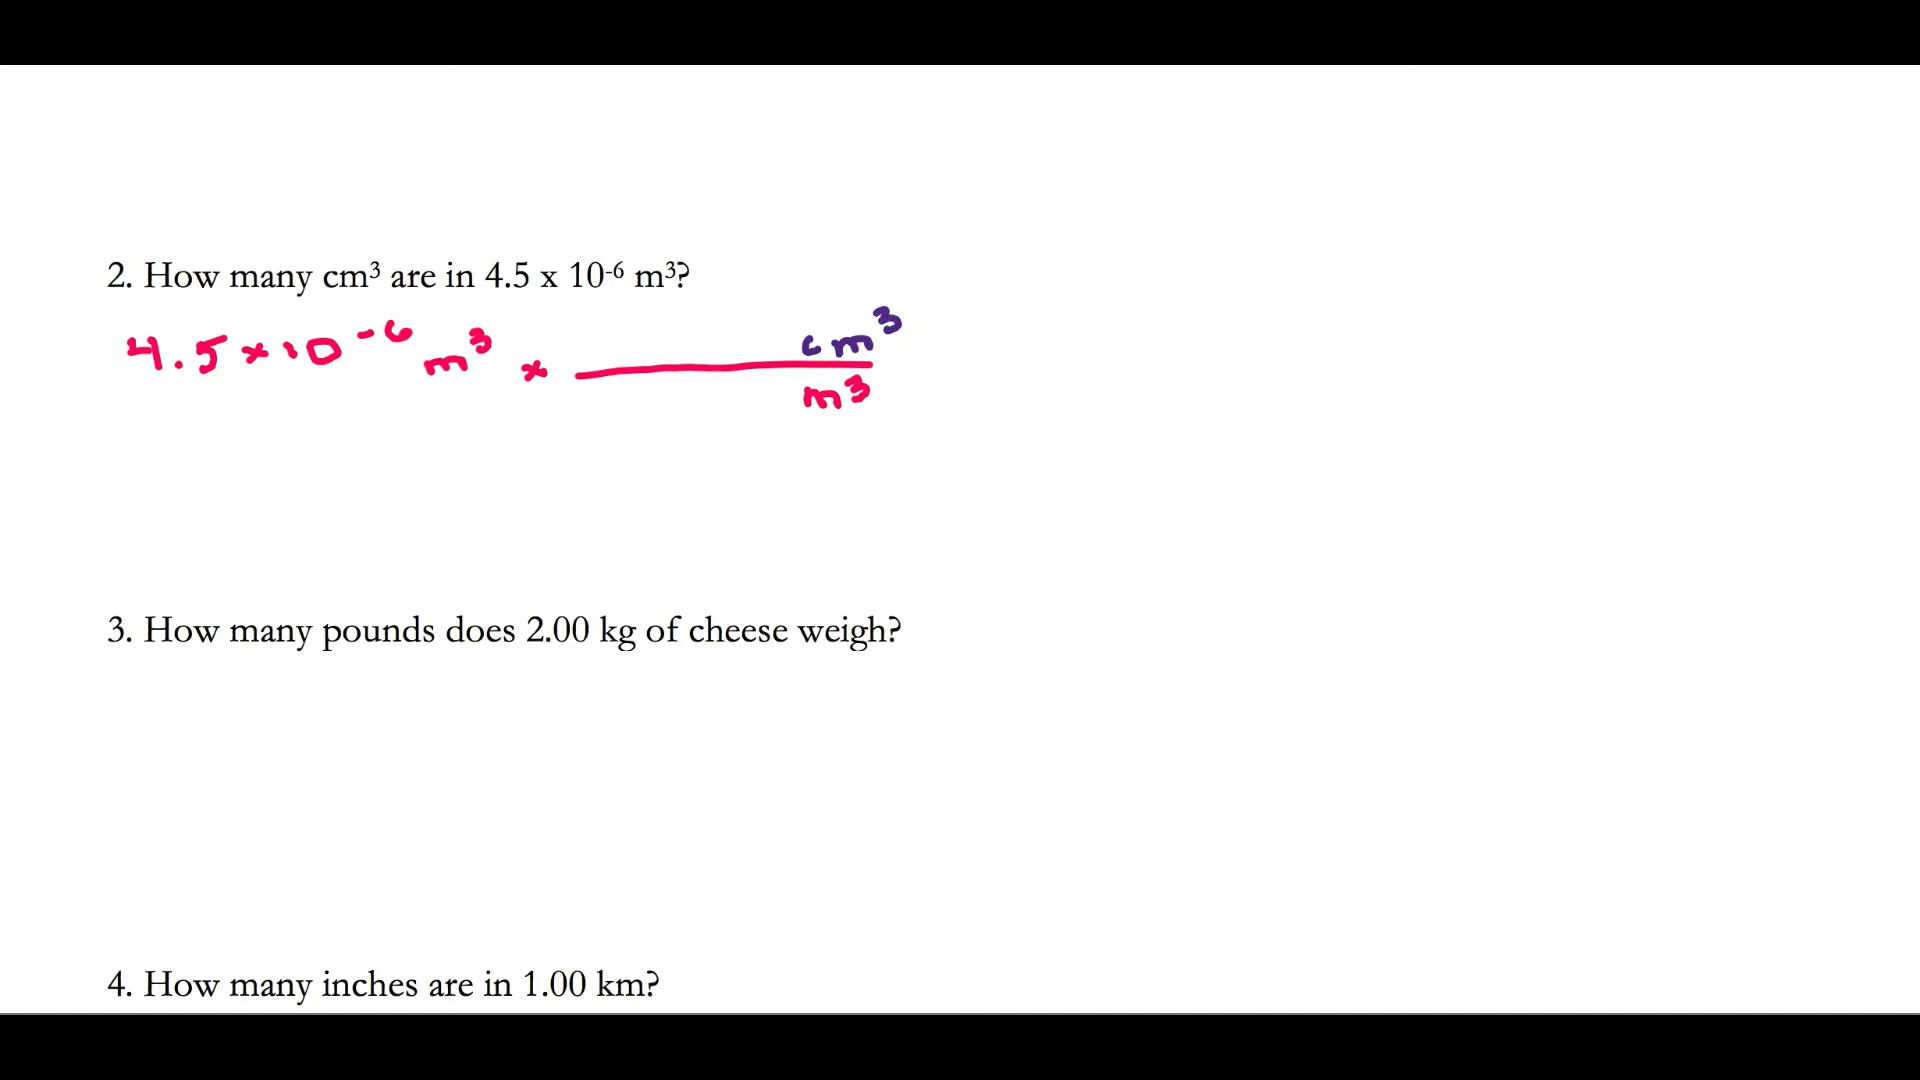 2. How many cm³ are in 4.5 x 10⁻⁶ m³?
4.5 × 10⁻⁶ m³ × cm³
m³
3. How many pounds does 2.00 kg of cheese weigh?
4. How many inches are in 1.00 km?